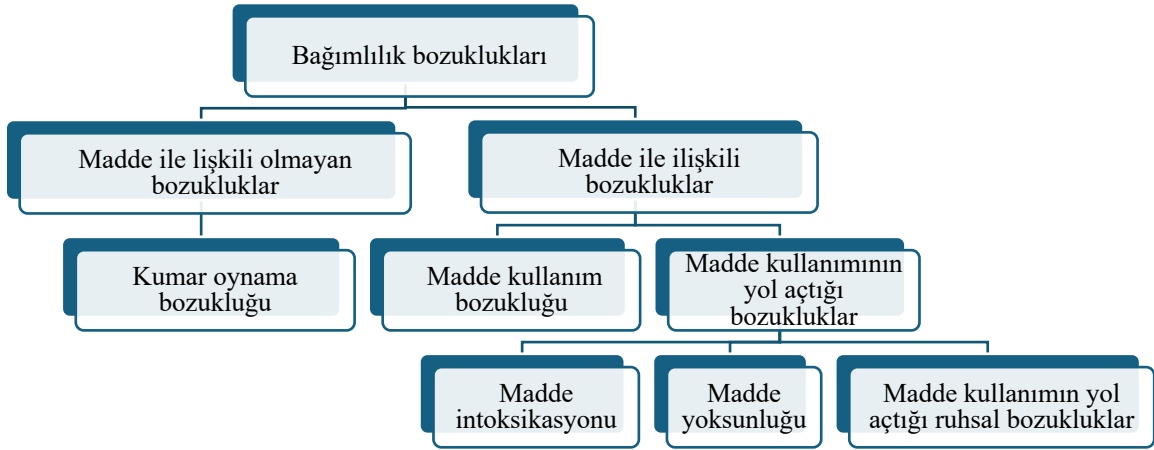 Bağımlılık bozuklukları
Madde ile lişkili olmayan
bozukluklar
Madde ile ilişkili
bozukluklar
Kumar oynama
bozukluğu
Madde kullanım
bozukluğu
Madde kullanımının
yol açtığı
bozukluklar
Madde
intoksikasyonu
Madde
yoksunluğu
Madde kullanımın yol
açtığı ruhsal bozukluklar